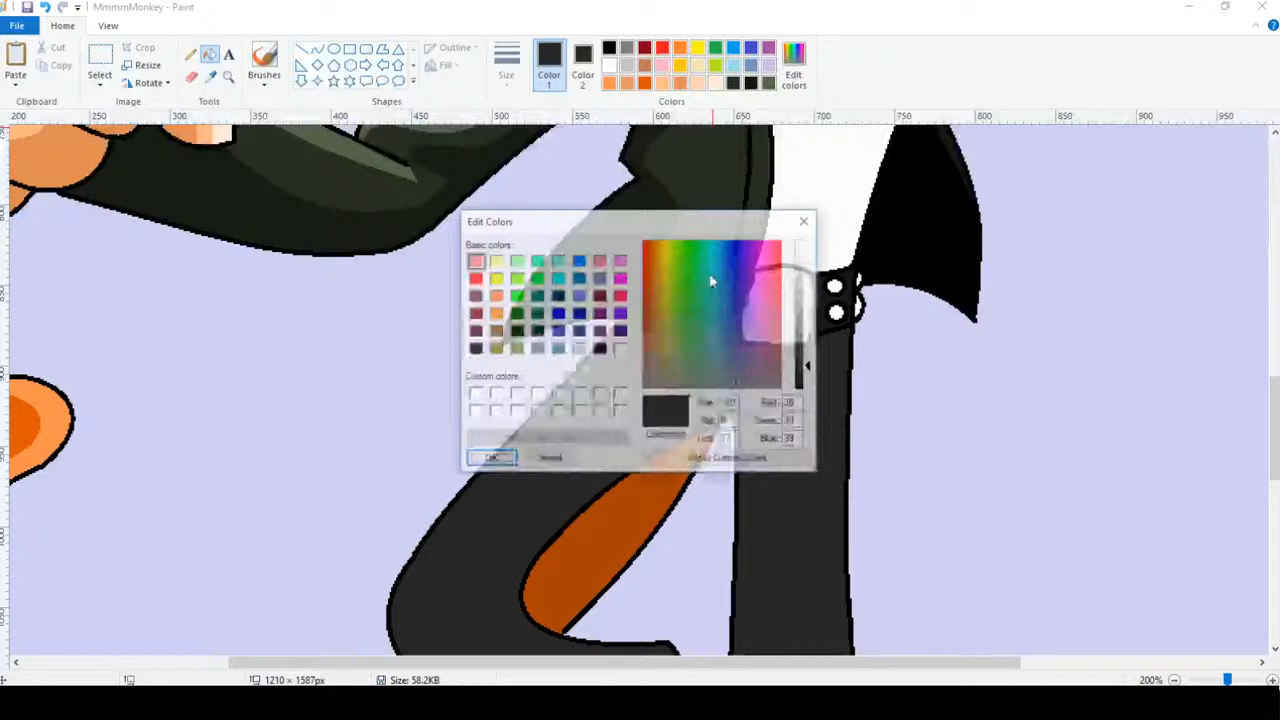 MmmmMonkey - Paint
File
Home
View
Paste
Cut
Copy
Clipboard
Select
Crop
Resize
Rotate
Image
A
Tools
Brushes
Outline
Fill
Shapes
Size
Color 1
Color 2
Edit colors
Colors
200 250 300 350 400 450 500 550 600 650 700 750 800 850 900 950
Edit Colors
Basic colors:
Custom colors:
OK
1210 × 1587px
Size: 58.2KB
200%